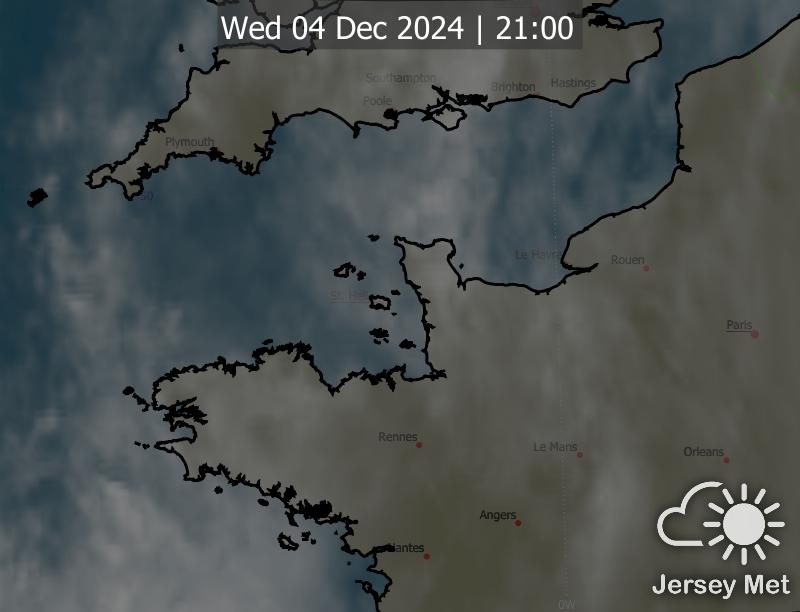 Wed 04 Dec 2024 | 21:00
Southampton
Brighton
Hastings
Poole
Plymouth
50
Le Havre
Rouen
St. Hel
Paris
Rennes
Le Mans
Orleans
Angers
Nantes
0W
Jersey Met